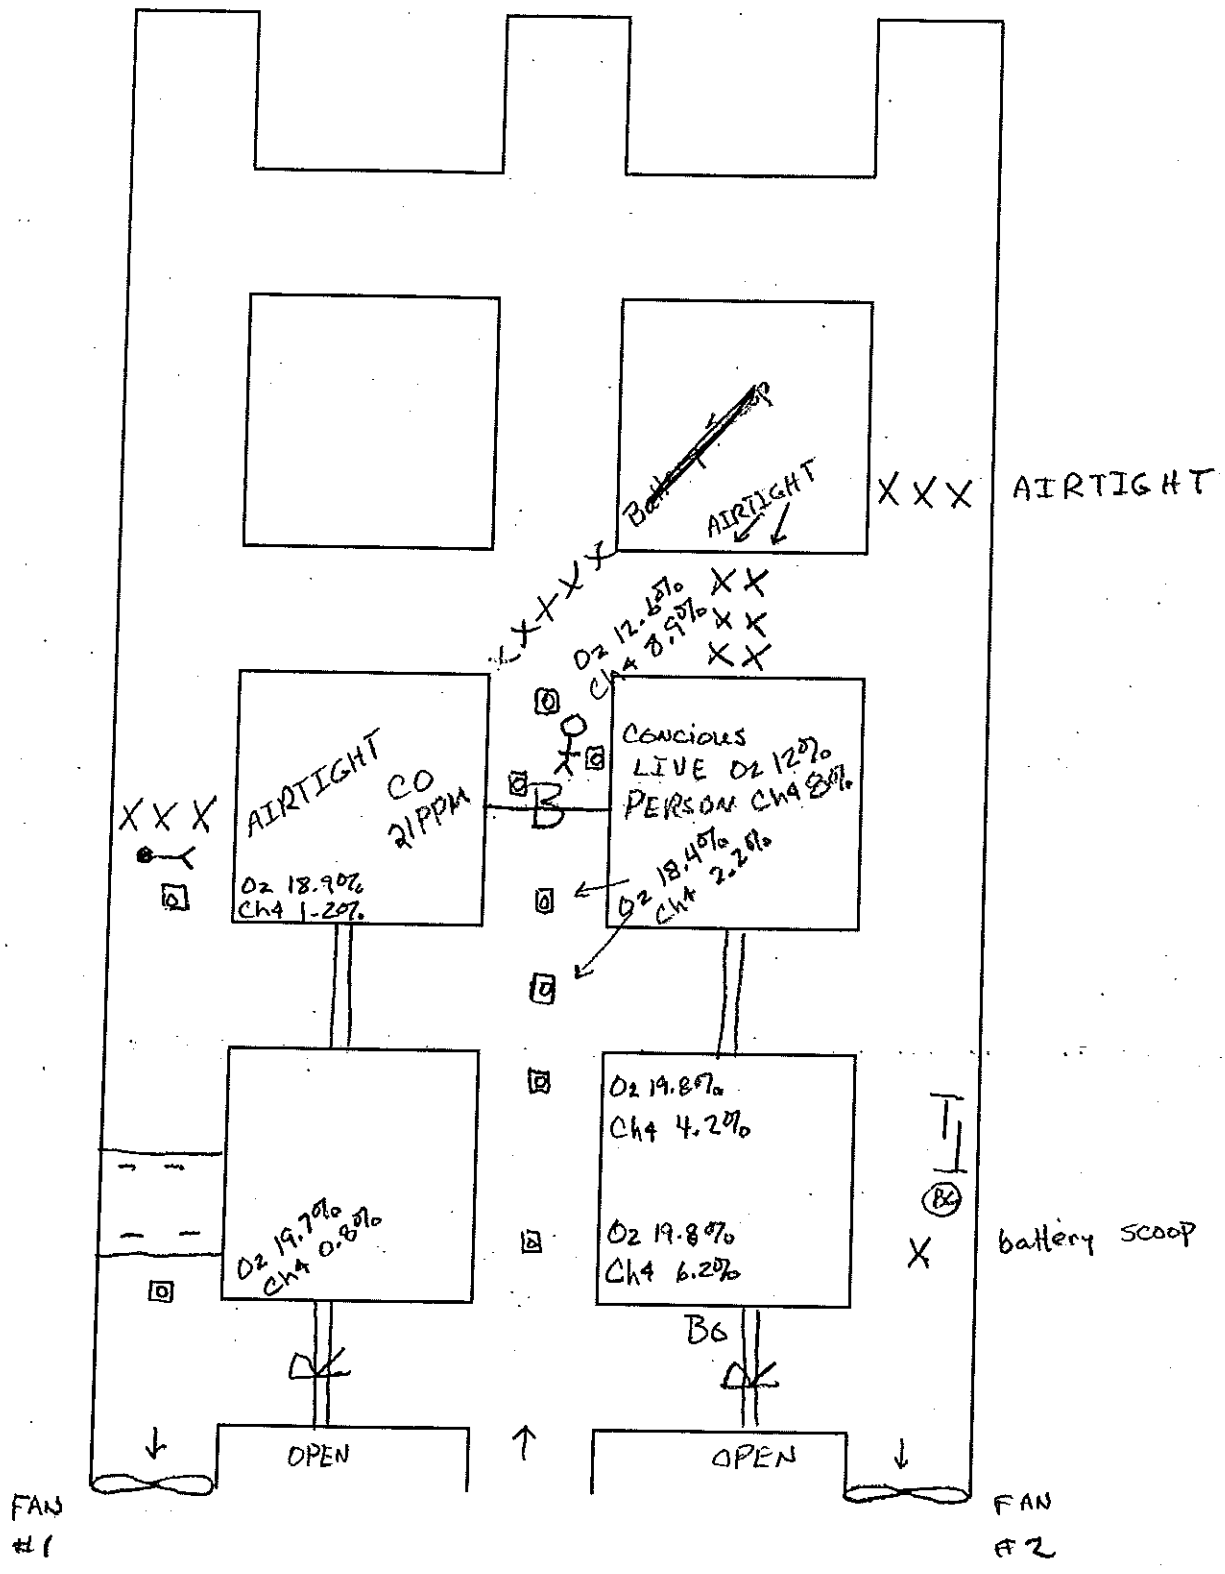 AIRTIGHT
AIRTIGHT
O2 12.6%
Ch4 8.9%
CONCIOUS
LIVE O2 12%
PERSON Ch4 8%
B
AIRTIGHT
CO
21PPM
O2 18.9%
Ch4 1.2%
O2 18.4%
Ch4 2.2%
O2 19.8%
Ch4 4.2%
O2 19.8%
Ch4 6.2%
O2 19.7%
Ch4 0.8%
battery scoop
OPEN
OPEN
FAN
#1
FAN
#2